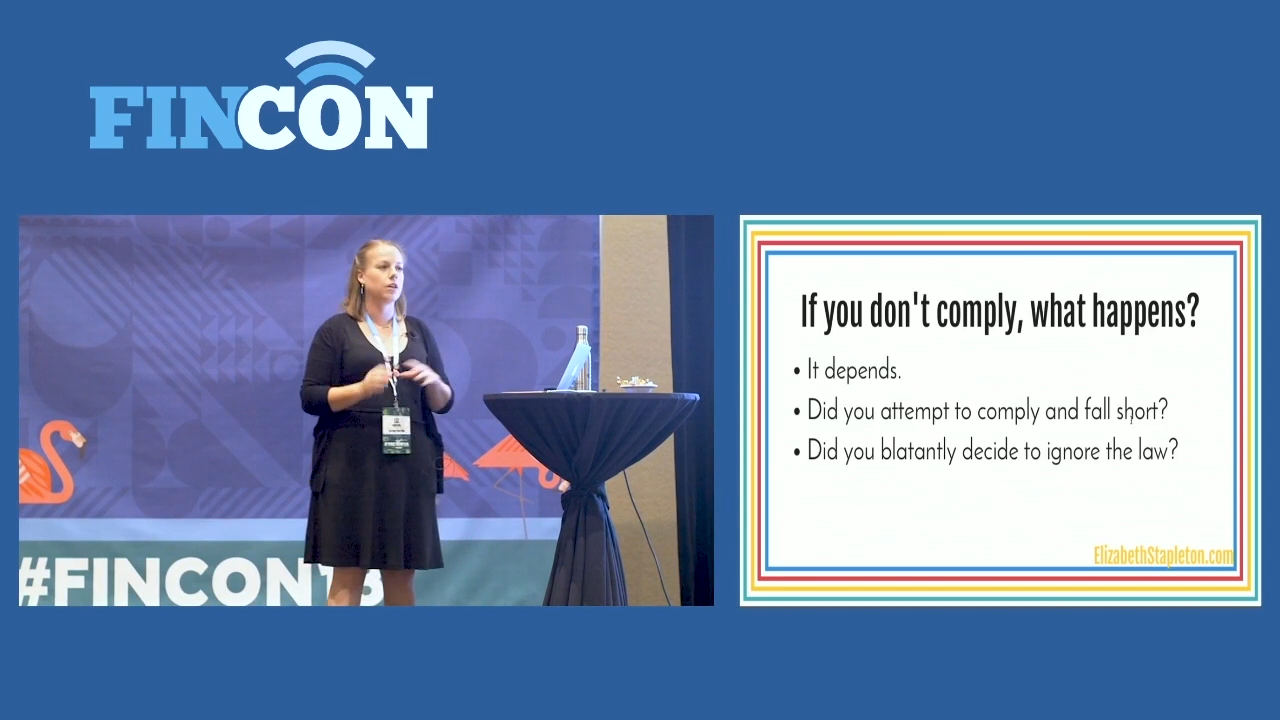 FINCON
If you don't comply, what happens?
• It depends.
• Did you attempt to comply and fall short?
• Did you blatantly decide to ignore the law?
ElizabethStapleton.com
#FINCON18